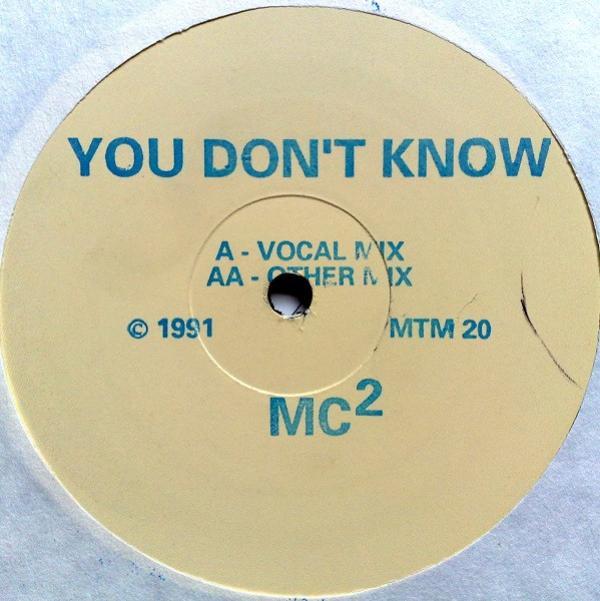 YOU DON'T KNOW
A - VOCAL MIX
AA - OTHER MIX
© 1991 MTM 20
MC²